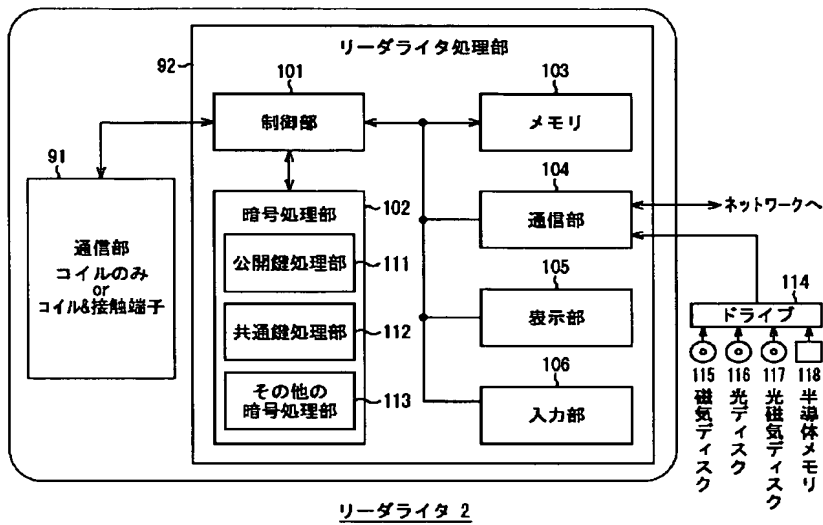 リーダライタ処理部
92
101
制御部
103
メモリ
91
通信部
コイルのみ
or
コイル&接触端子
暗号処理部
102
公開鍵処理部
111
共通鍵処理部
112
その他の
暗号処理部
113
104
通信部
ネットワークへ
105
表示部
106
入力部
114
ドライブ
115
磁気ディスク
116
光ディスク
117
光磁気ディスク
118
半導体メモリ
リーダライタ 2